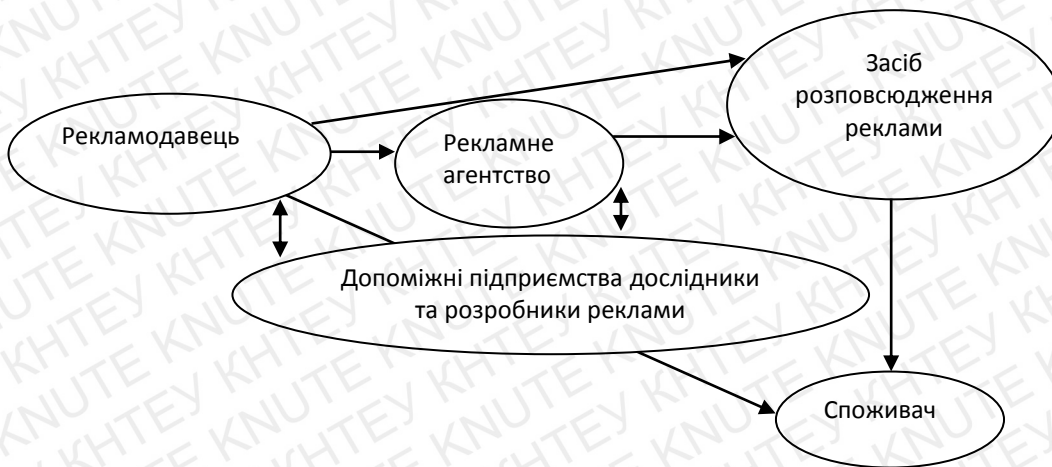 Засіб
розповсюдження
реклами
Рекламодавець
Рекламне
агентство
Допоміжні підприємства дослідники
та розробники реклами
Споживач